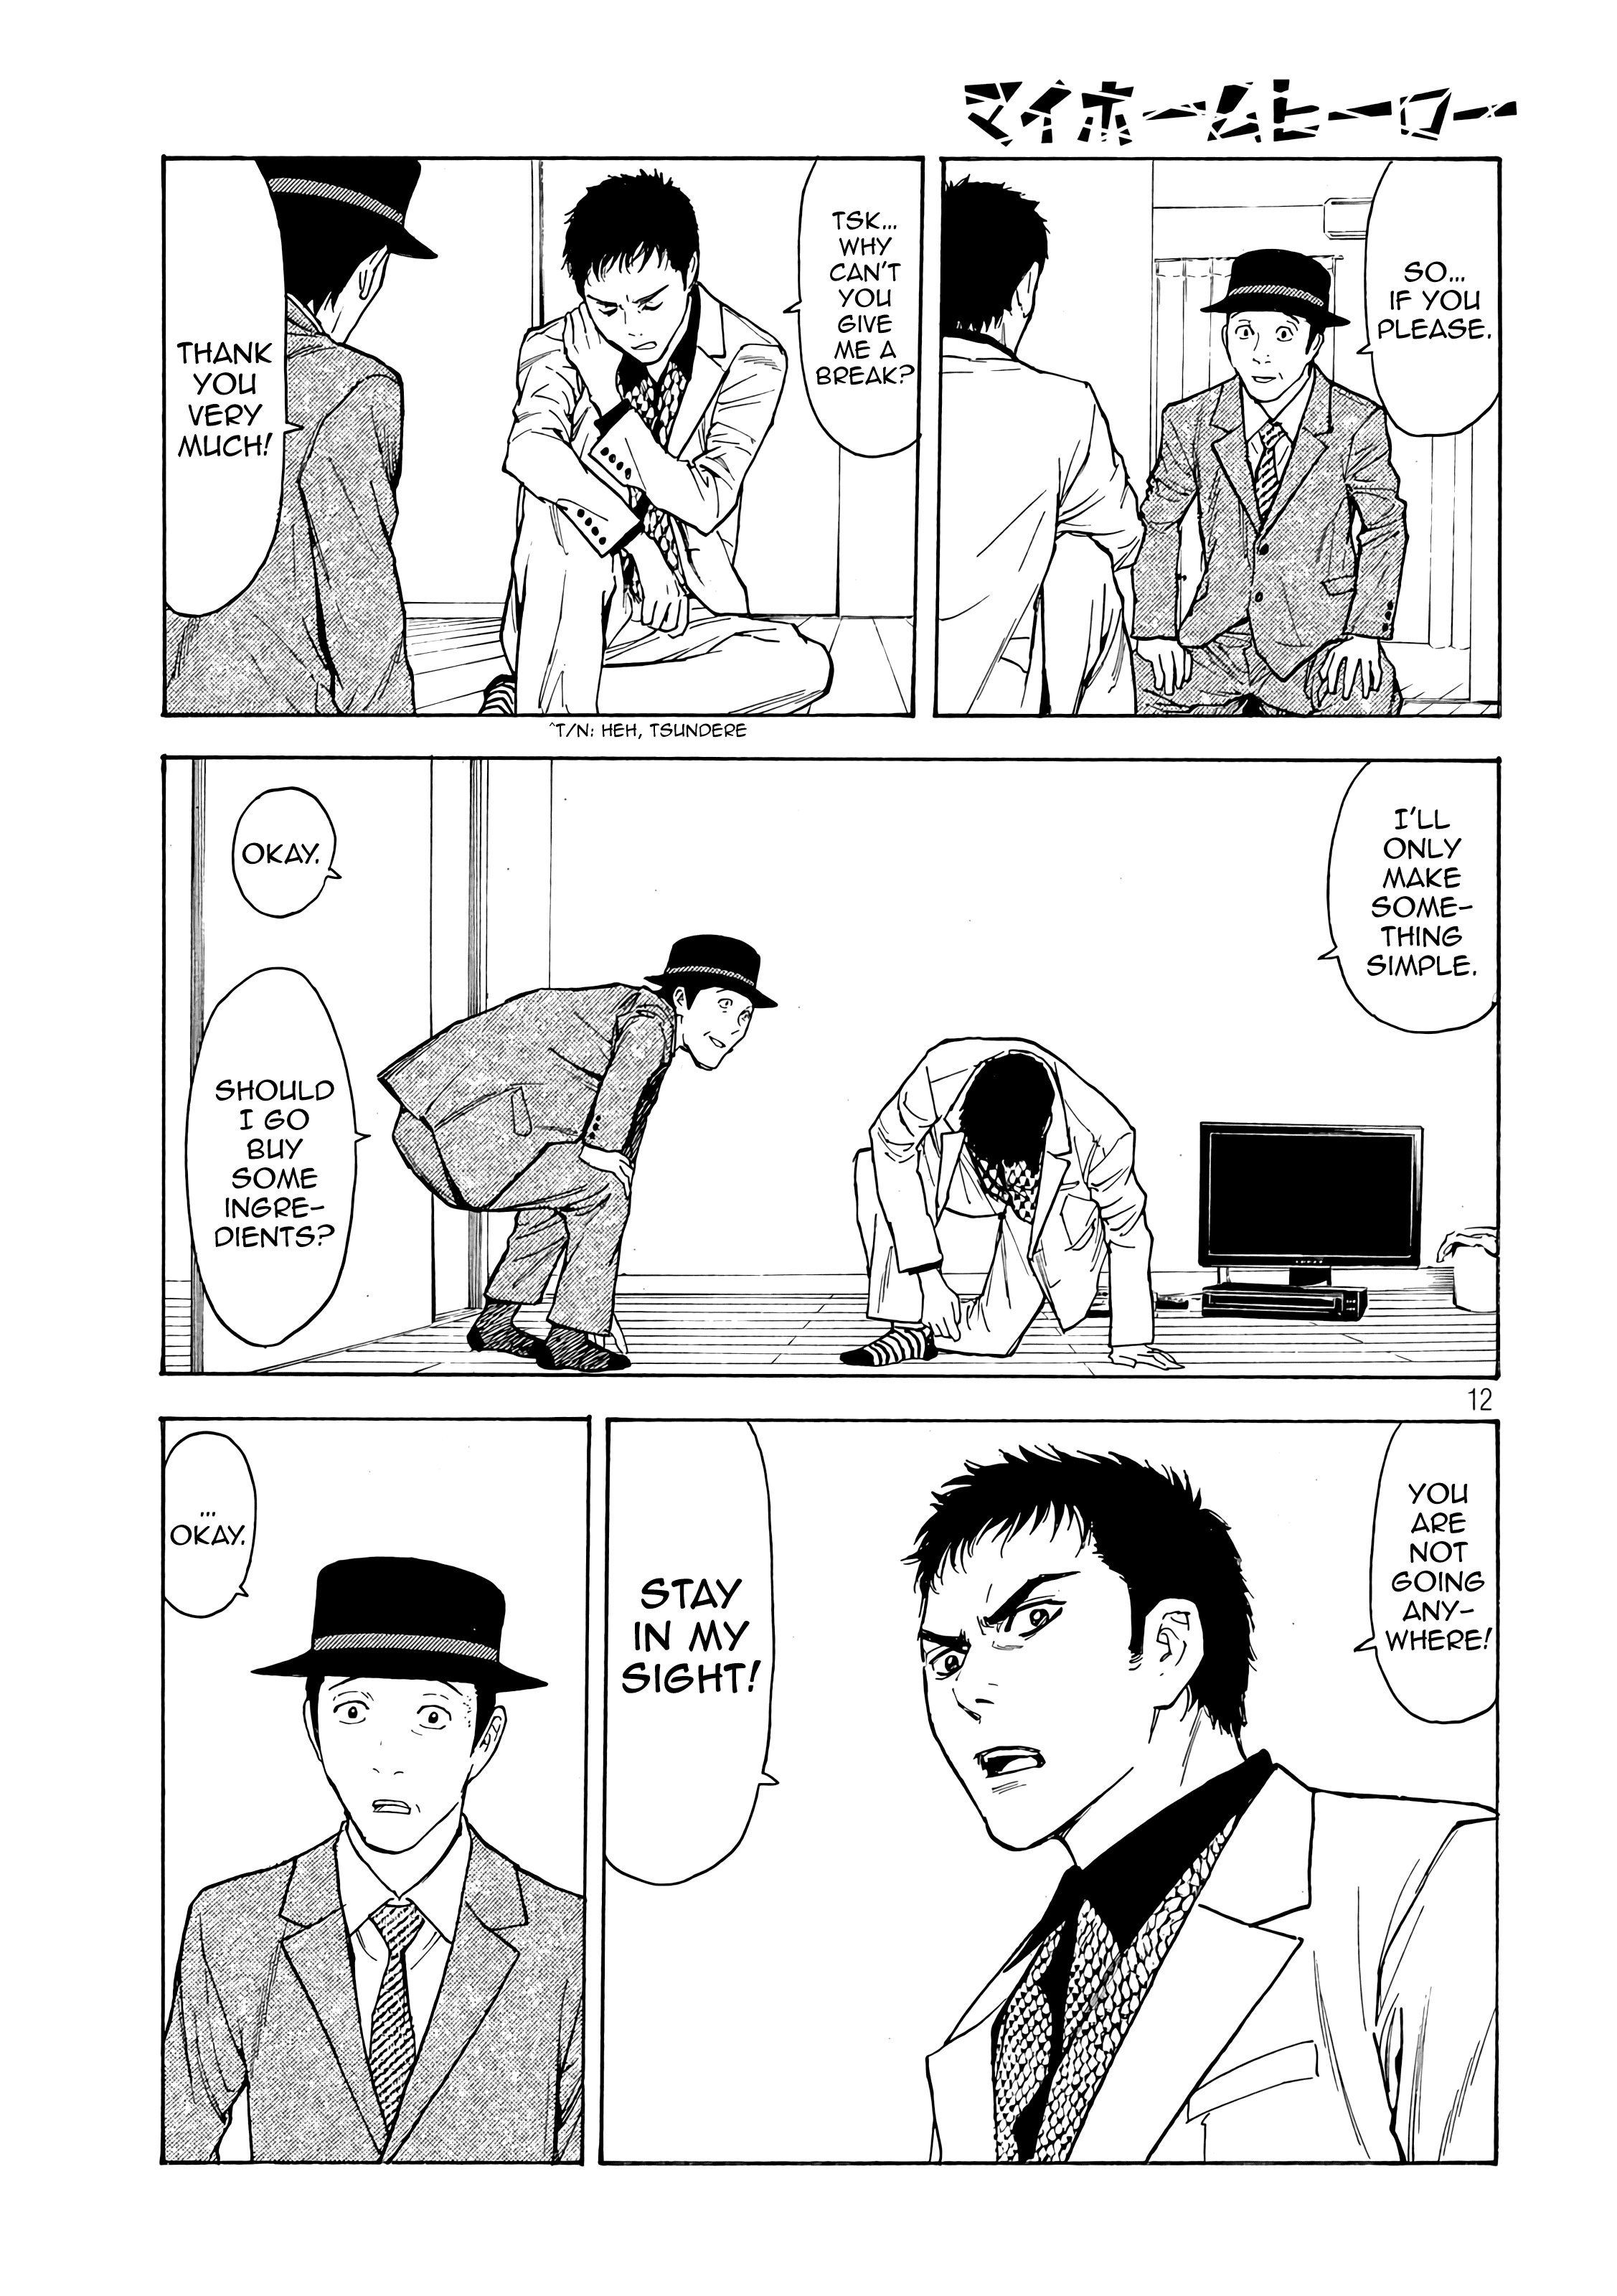 マイホームヒーロー
SO...
IF YOU
PLEASE.
TSK...
WHY
CAN'T
YOU
GIVE
ME A
BREAK?
THANK
YOU
VERY
MUCH!
^T/N: HEH, TSUNDERE
I'LL
ONLY
MAKE
SOME-
THING
SIMPLE.
OKAY.
SHOULD
I GO
BUY
SOME
INGRE-
DIENTS?
12
YOU
ARE
NOT
GOING
ANY-
WHERE!
STAY
IN MY
SIGHT!
...
OKAY.